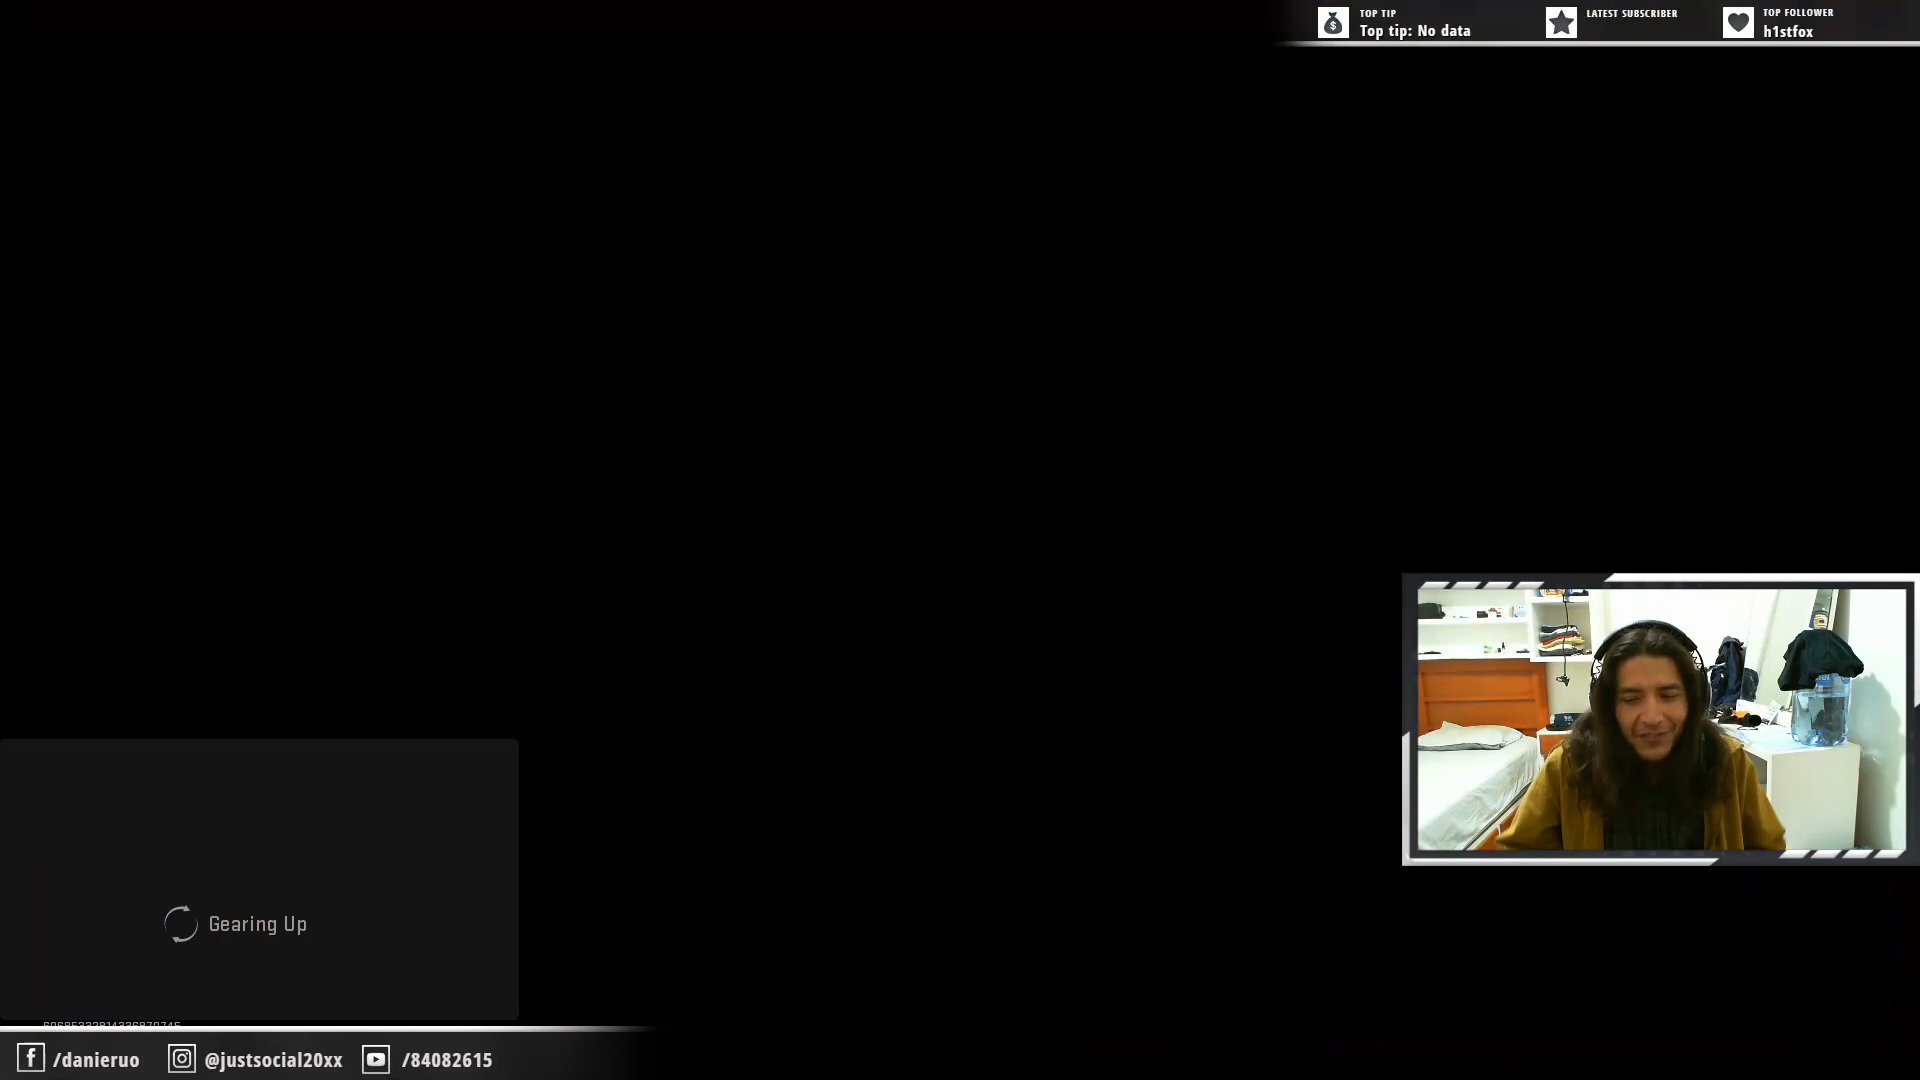 TOP TIP
Top tip: No data
LATEST SUBSCRIBER
TOP FOLLOWER
h1stfox
Gearing Up
/danieruo
@justsocial20xx
/84082615